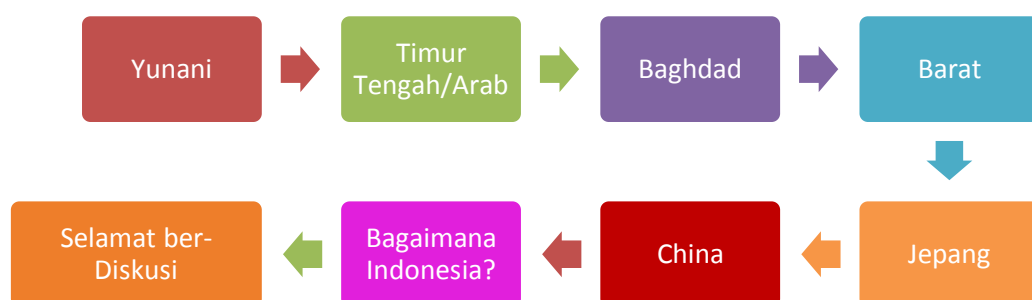 Yunani
Timur
Tengah/Arab
Baghdad
Barat
Jepang
China
Bagaimana
Indonesia?
Selamat ber-
Diskusi